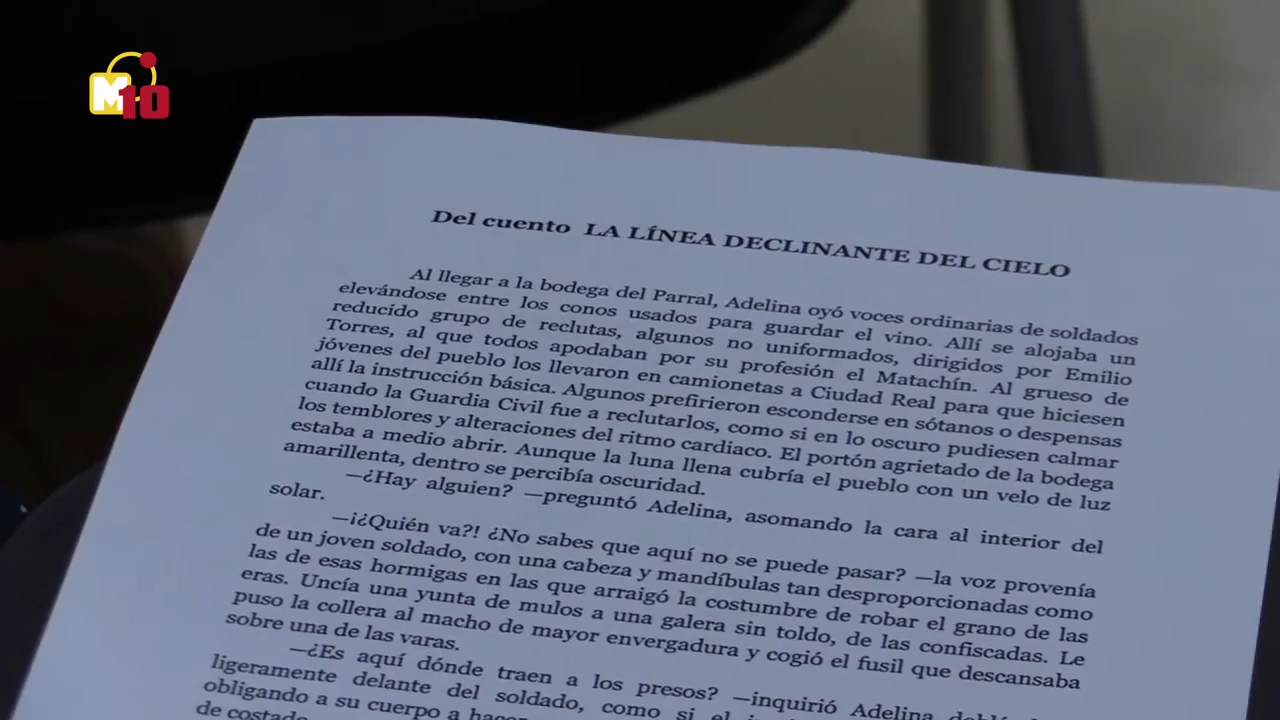 M10
Del cuento LA LÍNEA DECLINANTE DEL CIELO
Al llegar a la bodega del Parral, Adelina oyó voces ordinarias de soldados
elevándose entre los conos usados para guardar el vino. Allí se alojaba un
reducido grupo de reclutas, algunos no uniformados, dirigidos por Emilio
Torres, al que todos apodaban por su profesión el Matachín. Al grueso de
jóvenes del pueblo los llevaron en camionetas a Ciudad Real para que hiciesen
allí la instrucción básica. Algunos prefirieron esconderse en sótanos o despensas
cuando la Guardia Civil fue a reclutarlos, como si en lo oscuro pudiesen calmar
los temblores y alteraciones del ritmo cardiaco. El portón agrietado de la bodega
estaba a medio abrir. Aunque la luna llena cubría el pueblo con un velo de luz
amarillenta, dentro se percibía oscuridad.
—¿Hay alguien? —preguntó Adelina, asomando la cara al interior del
solar.
—¡¿Quién va?! ¿No sabes que aquí no se puede pasar? —la voz provenía
de un joven soldado, con una cabeza y mandíbulas tan desproporcionadas como
las de esas hormigas en las que arraigó la costumbre de robar el grano de las
eras. Uncía una yunta de mulos a una galera sin toldo, de las confiscadas. Le
puso la collera al macho de mayor envergadura y cogió el fusil que descansaba
sobre una de las varas.
—¿Es aquí dónde traen a los presos? —inquirió Adelina
ligeramente delante del soldado, como si el
obligando a su cuerpo a hacer
de costado